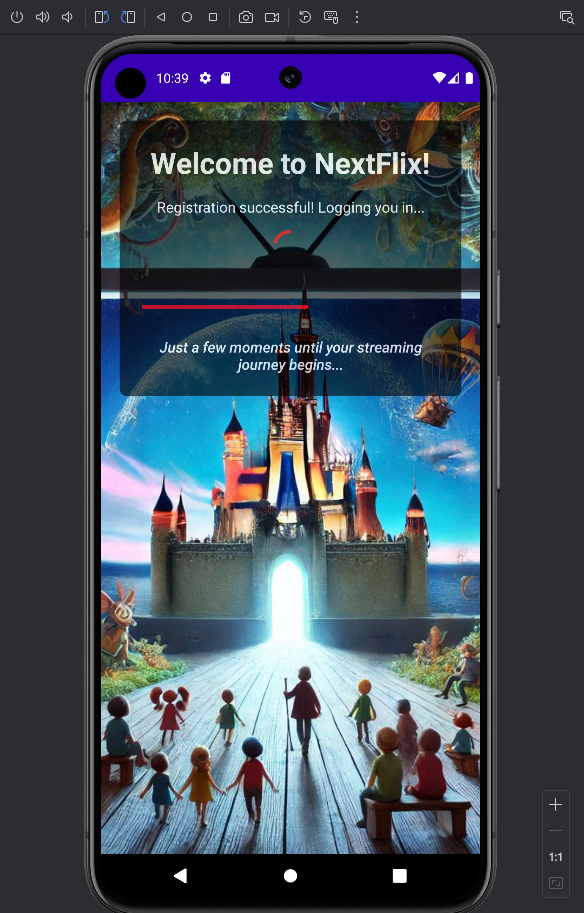 10:39
Welcome to NextFlix!
Registration successful! Logging you in...
Just a few moments until your streaming
journey begins...
1:1